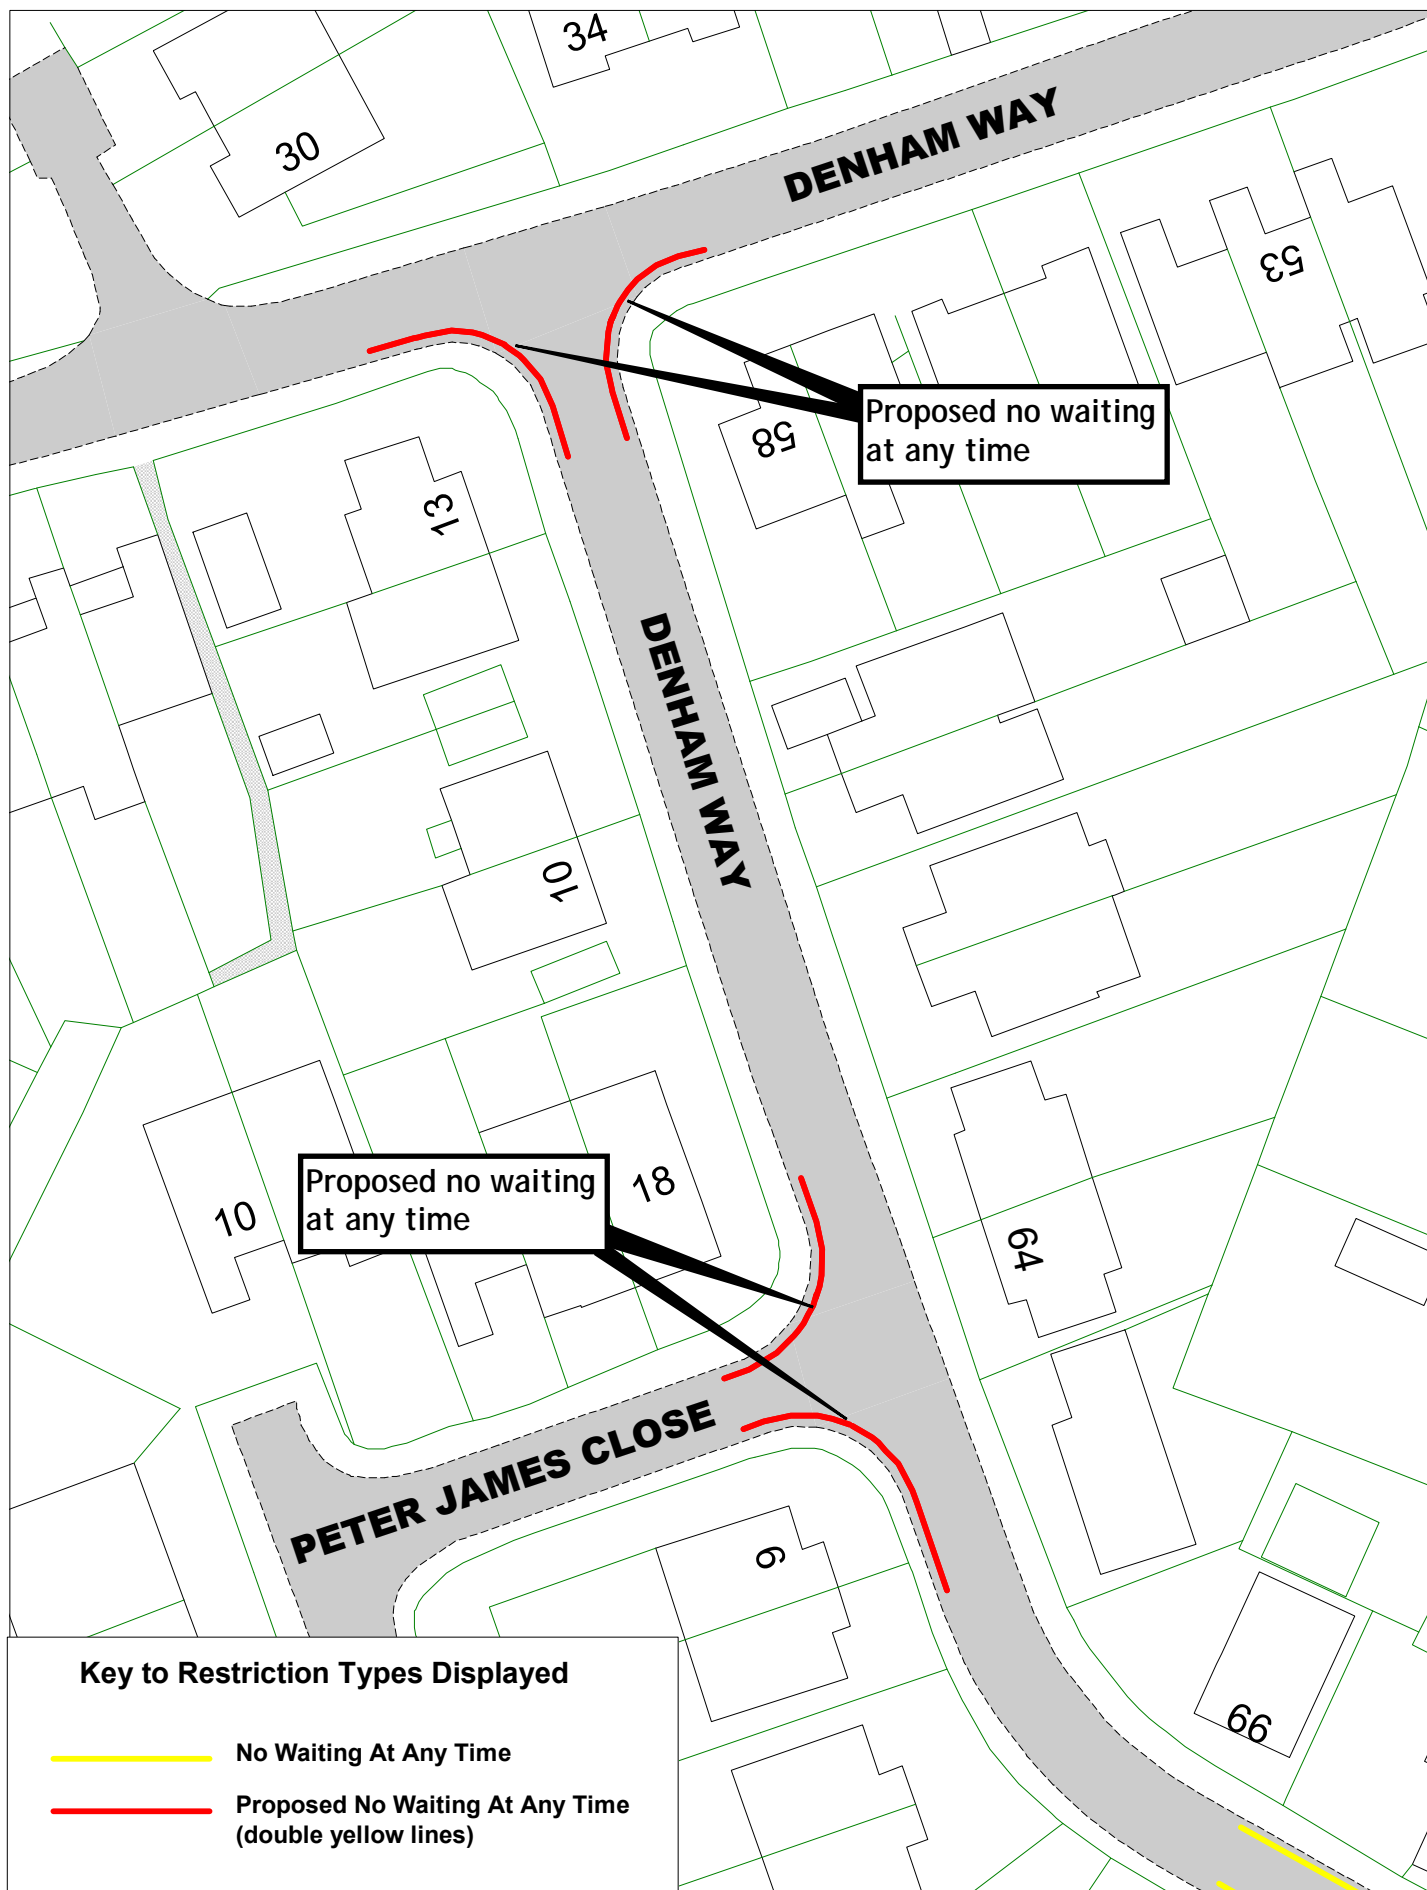 34
30
DENHAM WAY
53
58
Proposed no waiting
at any time
13
DENHAM WAY
10
18
10
Proposed no waiting
at any time
64
PETER JAMES CLOSE
6
66
Key to Restriction Types Displayed
No Waiting At Any Time
Proposed No Waiting At Any Time
(double yellow lines)